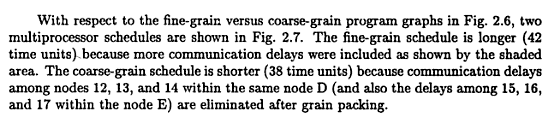 With respect to the fine-grain versus coarse-grain program graphs in Fig. 2.6, two
multiprocessor schedules are shown in Fig. 2.7. The fine-grain schedule is longer (42
time units) because more communication delays were included as shown by the shaded
area. The coarse-grain schedule is shorter (38 time units) because communication delays
among nodes 12, 13, and 14 within the same node D (and also the delays among 15, 16,
and 17 within the node E) are eliminated after grain packing.